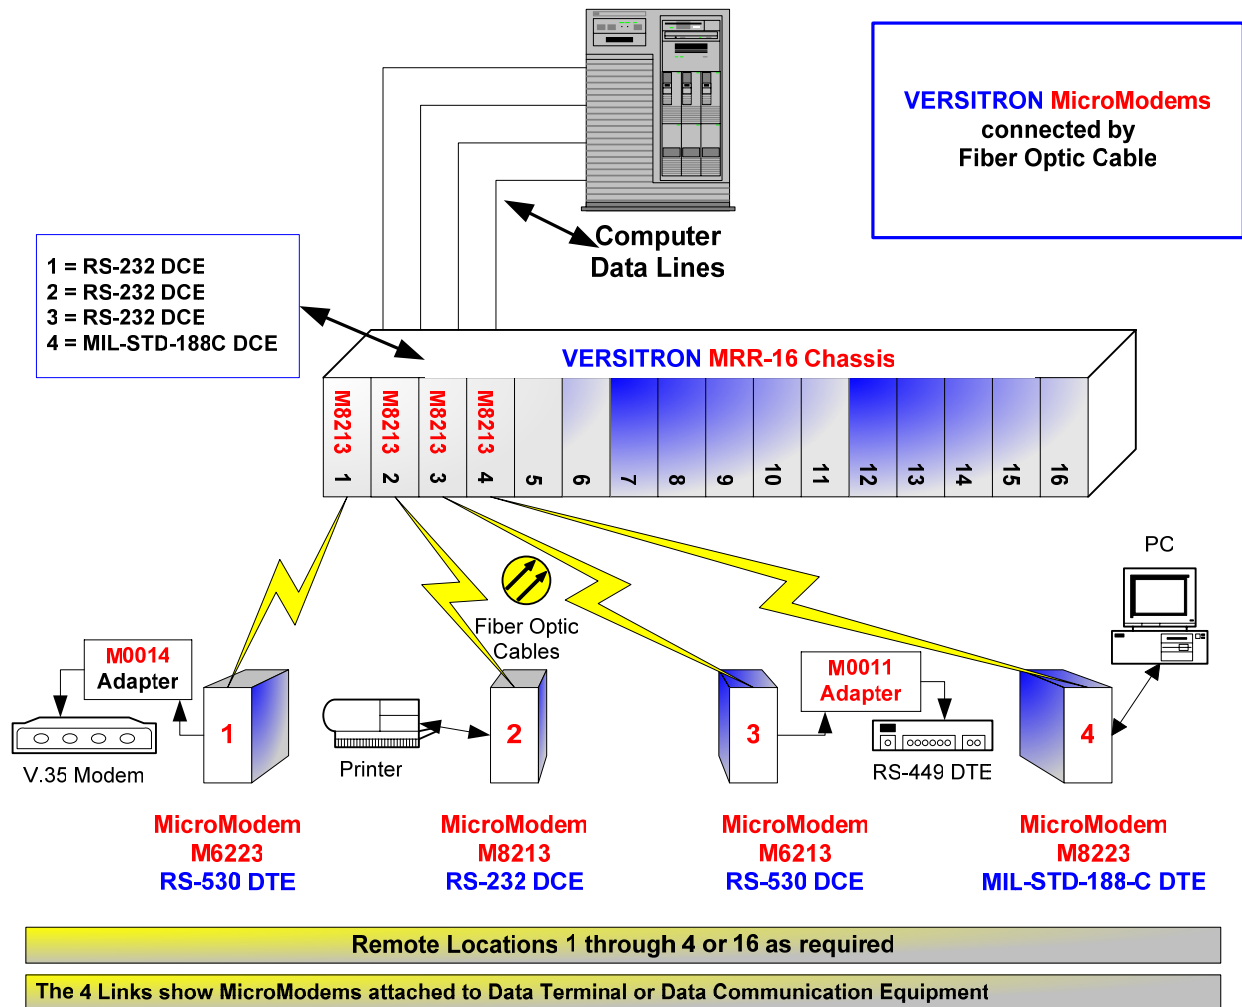 VERSITRON MicroModems
connected by
Fiber Optic Cable
Computer
Data Lines
1 = RS-232 DCE
2 = RS-232 DCE
3 = RS-232 DCE
4 = MIL-STD-188C DCE
VERSITRON MRR-16 Chassis
M8213 1
M8213 2
M8213 3
M8213 4
5
6
7
8
9
10
11
12
13
14
15
16
PC
Fiber Optic
Cables
M0014
Adapter
1
V.35 Modem
Printer
2
M0011
Adapter
3
RS-449 DTE
4
MicroModem
M6223
RS-530 DTE
MicroModem
M8213
RS-232 DCE
MicroModem
M6213
RS-530 DCE
MicroModem
M8223
MIL-STD-188-C DTE
Remote Locations 1 through 4 or 16 as required
The 4 Links show MicroModems attached to Data Terminal or Data Communication Equipment